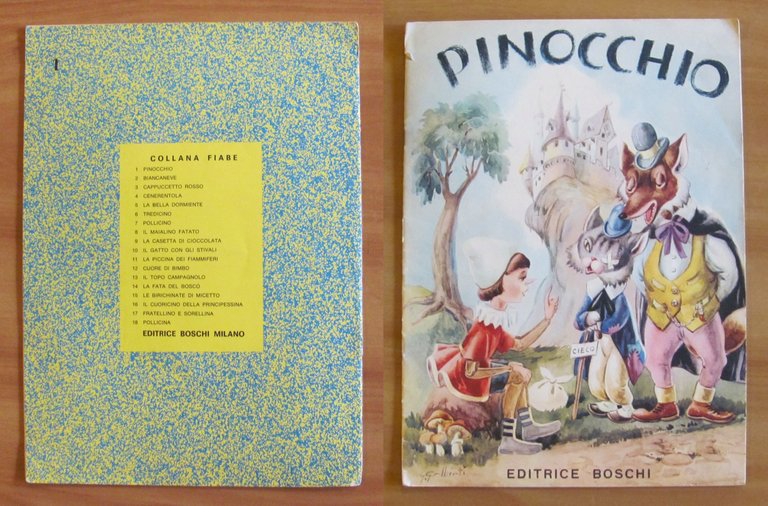 1
COLLANA FIABE
1 PINOCCHIO
2 BIANCANEVE
3 CAPPUCCETTO ROSSO
4 CENERENTOLA
5 LA BELLA DORMIENTE
6 TREDICINO
7 POLLICINO
8 IL MAIALINO FATATO
9 LA CASETTA DI CIOCCOLATA
10 IL GATTO CON GLI STIVALI
11 LA PICCINA DEI FIAMMIFERI
12 CUORE DI BIMBO
13 IL TOPO CAMPAGNOLO
14 LA FATA DEL BOSCO
15 LE BIRICHINATE DI MICETTO
16 IL CUORICINO DELLA PRINCIPESSINA
17 FRATELLINO E SORELLINA
18 POLLICINA
EDITRICE BOSCHI MILANO
PINOCCHIO
CIECO
EDITRICE BOSCHI